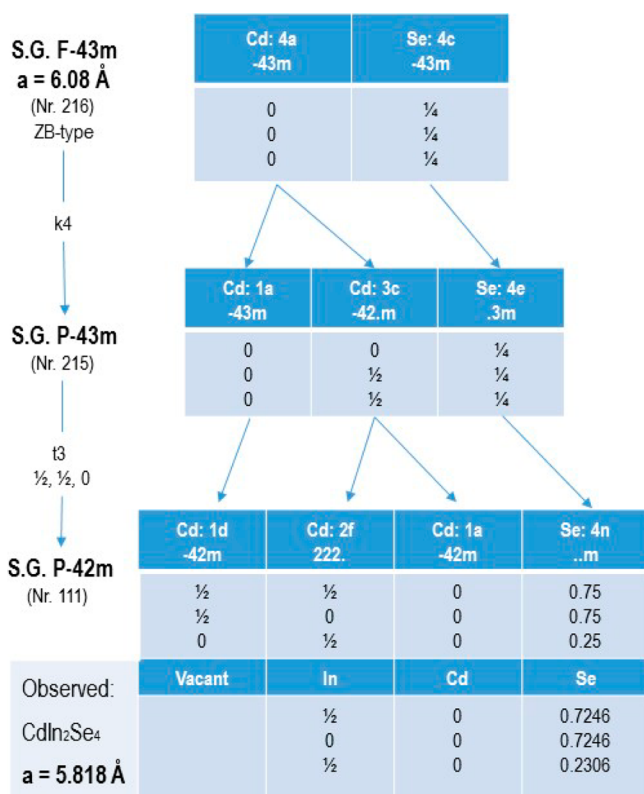 S.G. F-43m
a = 6.08 Å
(Nr. 216)
ZB-type
Cd: 4a Se: 4c
-43m -43m
0 ¼
0 ¼
0 ¼
k4
S.G. P-43m
(Nr. 215)
Cd: 1a Cd: 3c Se: 4e
-43m -42.m .3m
0 0 ¼
0 ½ ¼
0 ½ ¼
t3
½, ½, 0
S.G. P-42m
(Nr. 111)
Cd: 1d Cd: 2f Cd: 1a Se: 4n
-42m 222. -42m ..m
½ ½ 0 0.75
½ 0 0 0.75
0 ½ 0 0.25
Observed:
CdIn₂Se₄
a = 5.818 Å
Vacant In Cd Se
½ 0 0.7246
0 0 0.7246
½ 0 0.2306